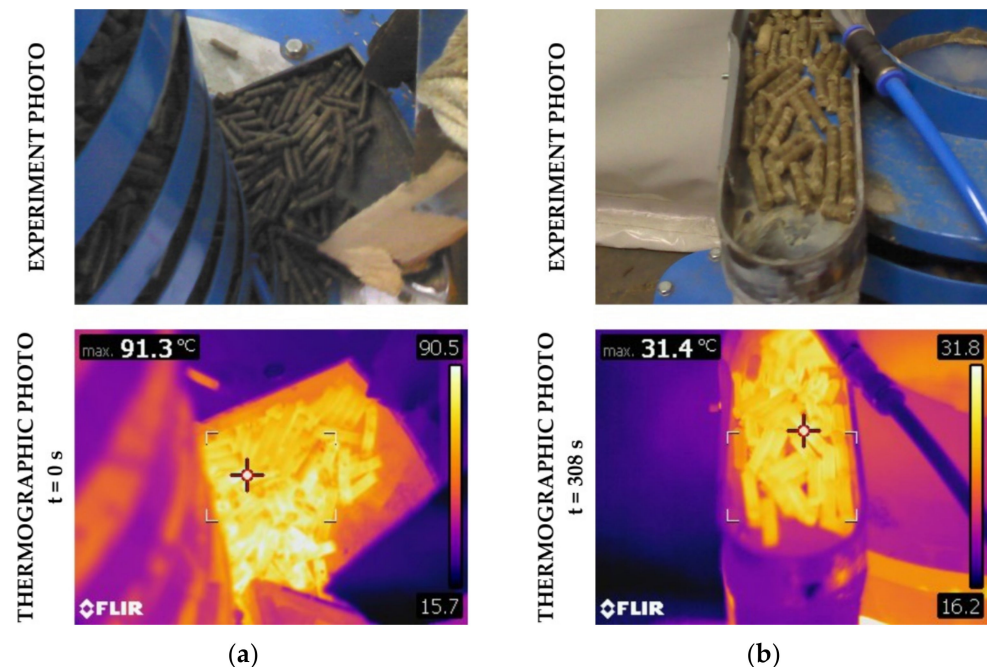 EXPERIMENT PHOTO
EXPERIMENT PHOTO
THERMOGRAPHIC PHOTO
t = 0 s
max. 91.3 °C
90.5
15.7
FLIR
THERMOGRAPHIC PHOTO
t = 308 s
max. 31.4 °C
31.8
16.2
FLIR
(a)
(b)